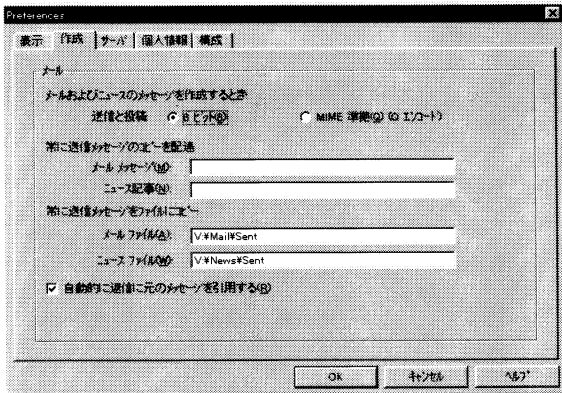 Preferences
表示 作成 サーバ 個人情報 構成
メール
メールおよびニュースのメッセージを作成するとき
送信と投稿 8 ビット(B) MIME 準拠(Q) (Q エンコード)
常に送信メッセージのコピーを配達
メール メッセージ(M):
ニュース記事(N):
常に送信メッセージをファイルにコピー
メール ファイル(A): V:¥Mail¥Sent
ニュース ファイル(W): V:¥News¥Sent
自動的に返信に元のメッセージを引用する(R)
OK キャンセル ヘルプ